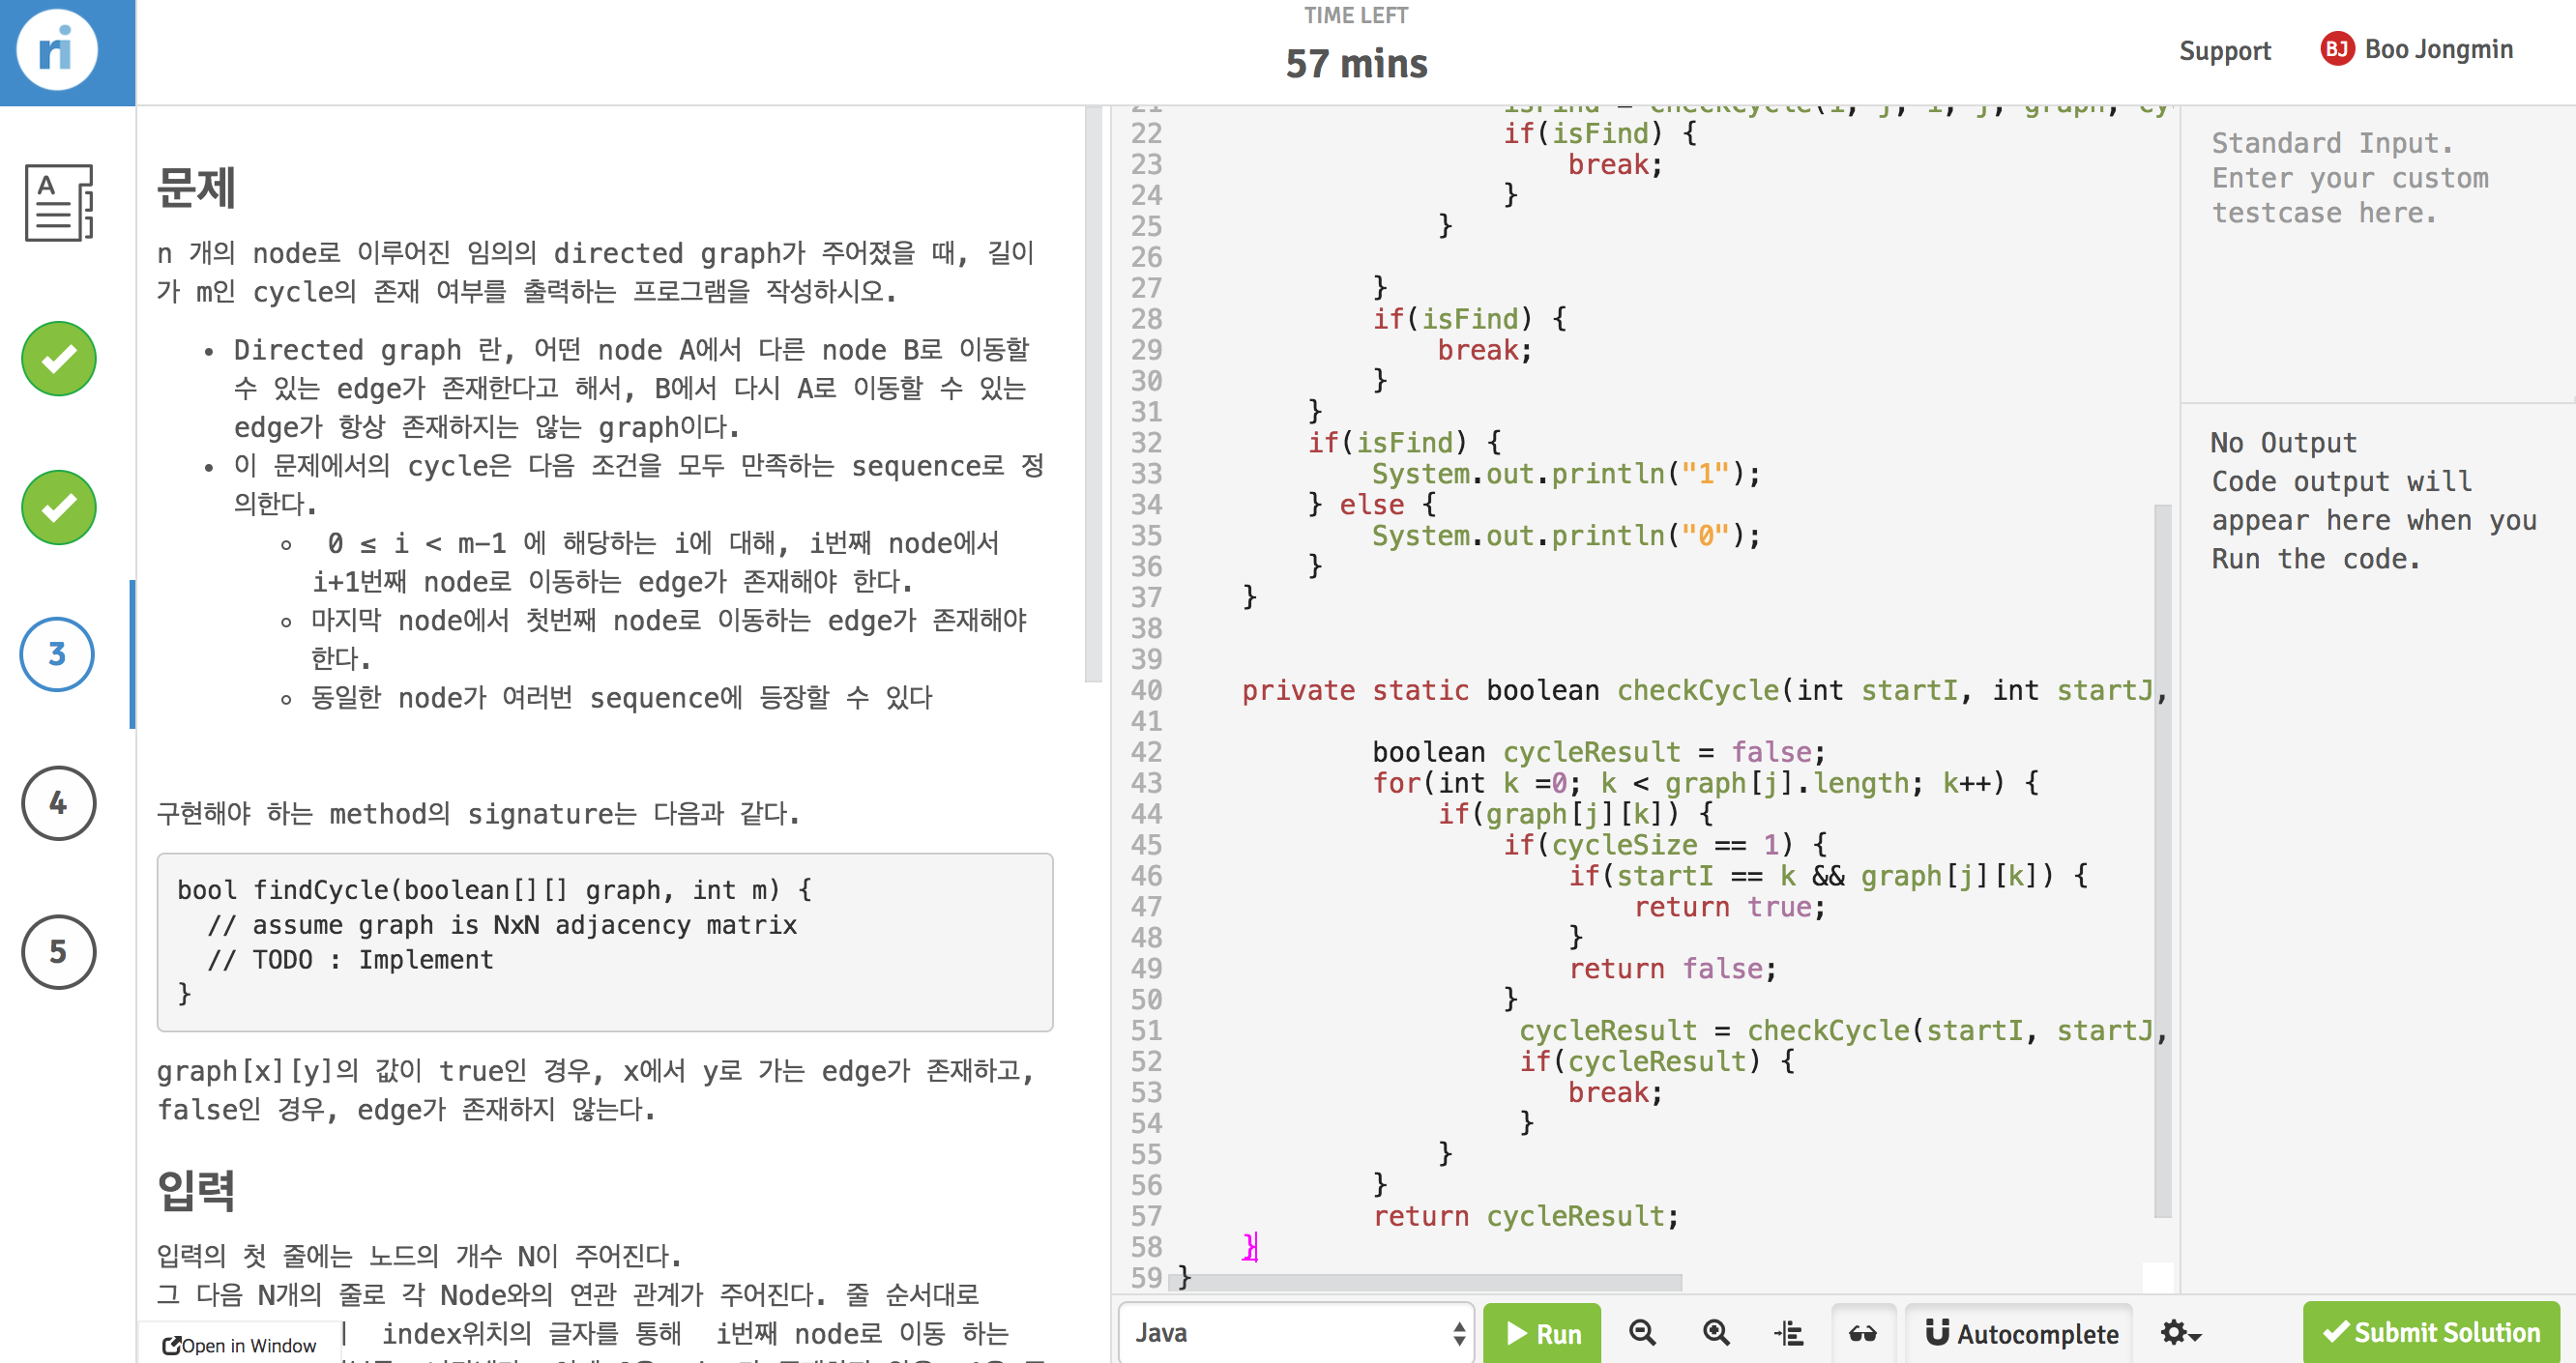 ri
TIME LEFT
57 mins
Support
BJ Boo Jongmin
A
3
4
5
문제
n 개의 node로 이루어진 임의의 directed graph가 주어졌을 때, 길이
가 m인 cycle의 존재 여부를 출력하는 프로그램을 작성하시오.
• Directed graph 란, 어떤 node A에서 다른 node B로 이동할
수 있는 edge가 존재한다고 해서, B에서 다시 A로 이동할 수 있는
edge가 항상 존재하지는 않는 graph이다.
• 이 문제에서의 cycle은 다음 조건을 모두 만족하는 sequence로 정
의한다.
◦ 0 ≤ i < m-1 에 해당하는 i에 대해, i번째 node에서
i+1번째 node로 이동하는 edge가 존재해야 한다.
◦ 마지막 node에서 첫번째 node로 이동하는 edge가 존재해야
한다.
◦ 동일한 node가 여러번 sequence에 등장할 수 있다
구현해야 하는 method의 signature는 다음과 같다.
bool findCycle(boolean[][] graph, int m) {
// assume graph is NxN adjacency matrix
// TODO : Implement
}
graph[x][y]의 값이 true인 경우, x에서 y로 가는 edge가 존재하고,
false인 경우, edge가 존재하지 않는다.
입력
입력의 첫 줄에는 노드의 개수 N이 주어진다.
그 다음 N개의 줄로 각 Node와의 연관 관계가 주어진다. 줄 순서대로
index위치의 글자를 통해 i번째 node로 이동 하는
Open in Window
21 isFind = checkCycle(i, j, i, j, graph, cy
22 if(isFind) {
23 break;
24 }
25 }
26
27 }
28 if(isFind) {
29 break;
30 }
31 }
32 if(isFind) {
33 System.out.println("1");
34 } else {
35 System.out.println("0");
36 }
37 }
38
39
40 private static boolean checkCycle(int startI, int startJ,
41
42 boolean cycleResult = false;
43 for(int k =0; k < graph[j].length; k++) {
44 if(graph[j][k]) {
45 if(cycleSize == 1) {
46 if(startI == k && graph[j][k]) {
47 return true;
48 }
49 return false;
50 }
51 cycleResult = checkCycle(startI, startJ,
52 if(cycleResult) {
53 break;
54 }
55 }
56 }
57 return cycleResult;
58 }
59 }
Java
Run
Autocomplete
Submit Solution
Standard Input.
Enter your custom
testcase here.
No Output
Code output will
appear here when you
Run the code.